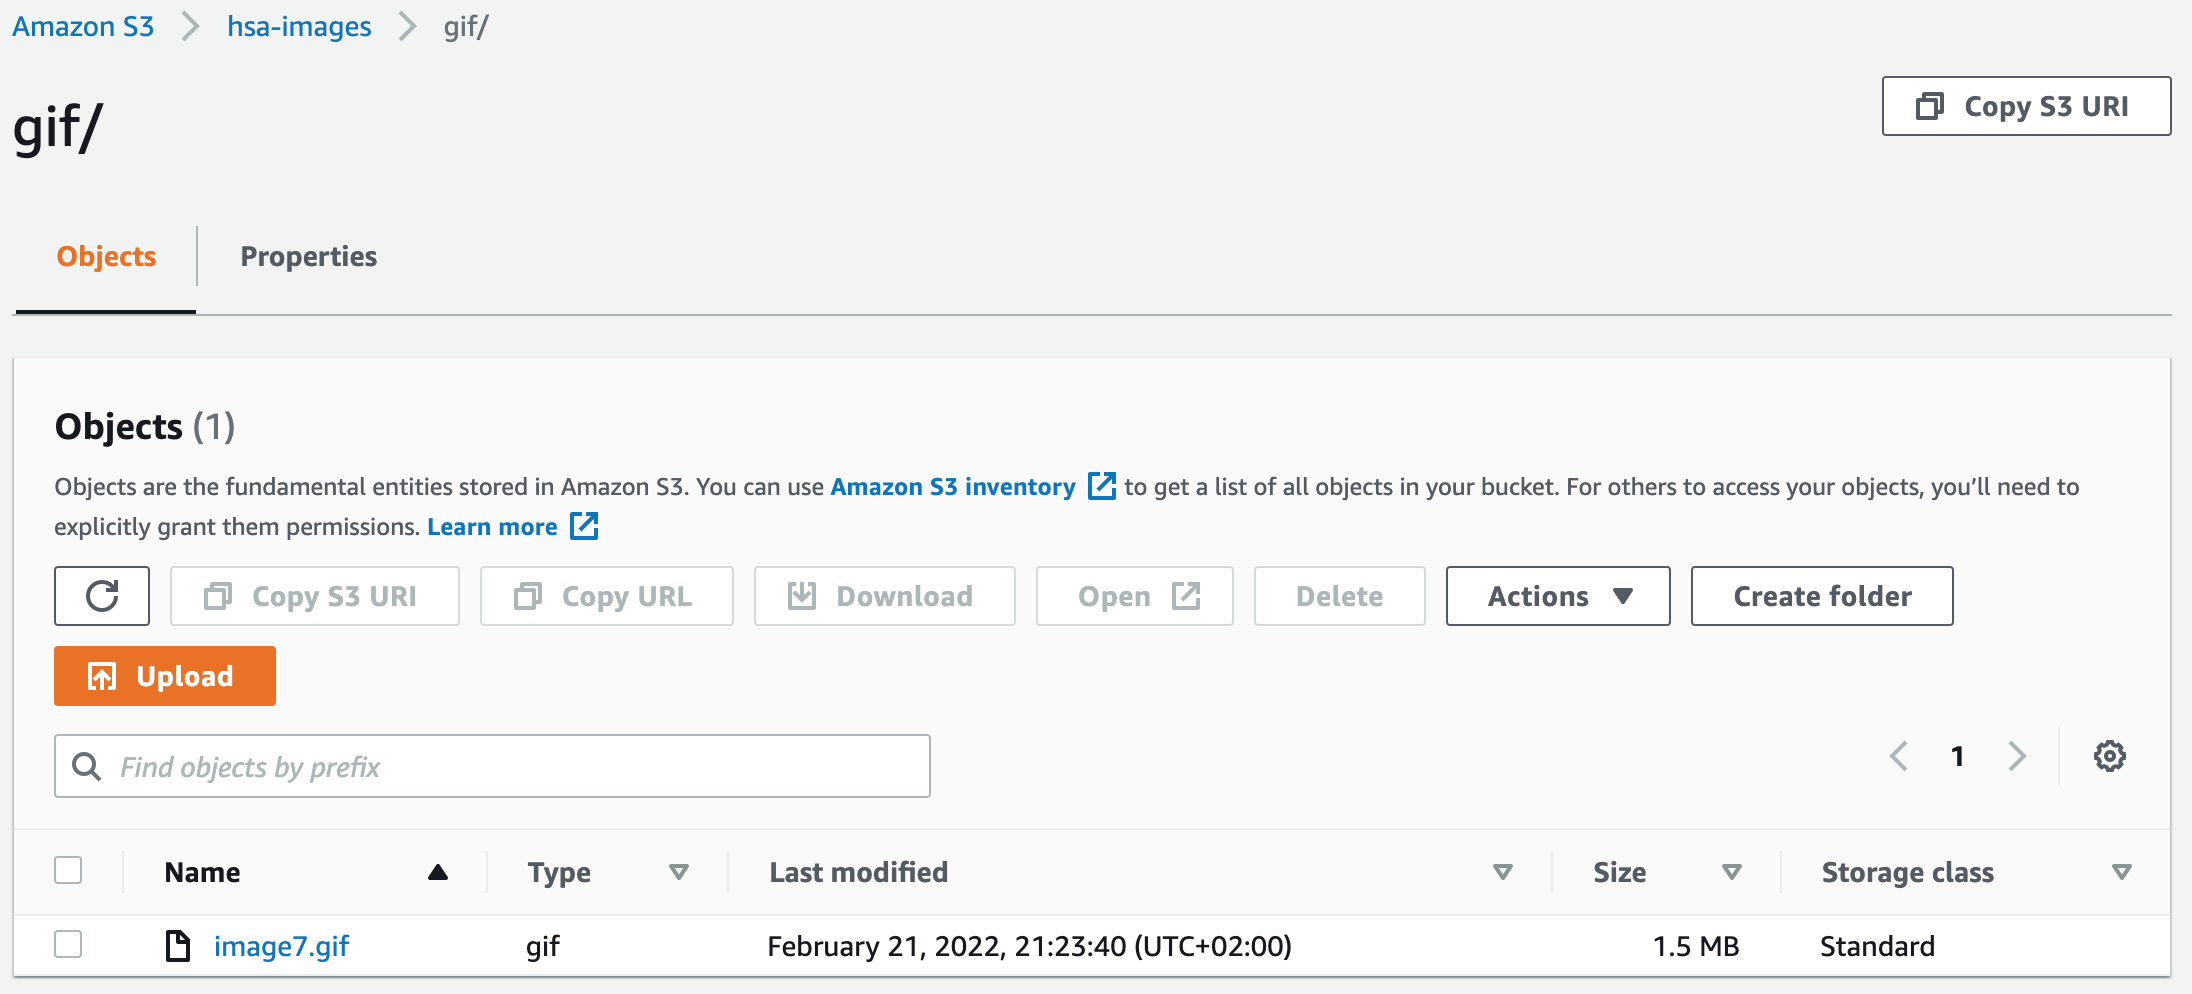 Amazon S3 hsa-images gif/
gif/
Copy S3 URI
Objects Properties
Objects (1)
Objects are the fundamental entities stored in Amazon S3. You can use Amazon S3 inventory to get a list of all objects in your bucket. For others to access your objects, you’ll need to
explicitly grant them permissions. Learn more
Copy S3 URI Copy URL Download Open Delete Actions Create folder
Upload
Find objects by prefix
1
Name Type Last modified Size Storage class
image7.gif gif February 21, 2022, 21:23:40 (UTC+02:00) 1.5 MB Standard